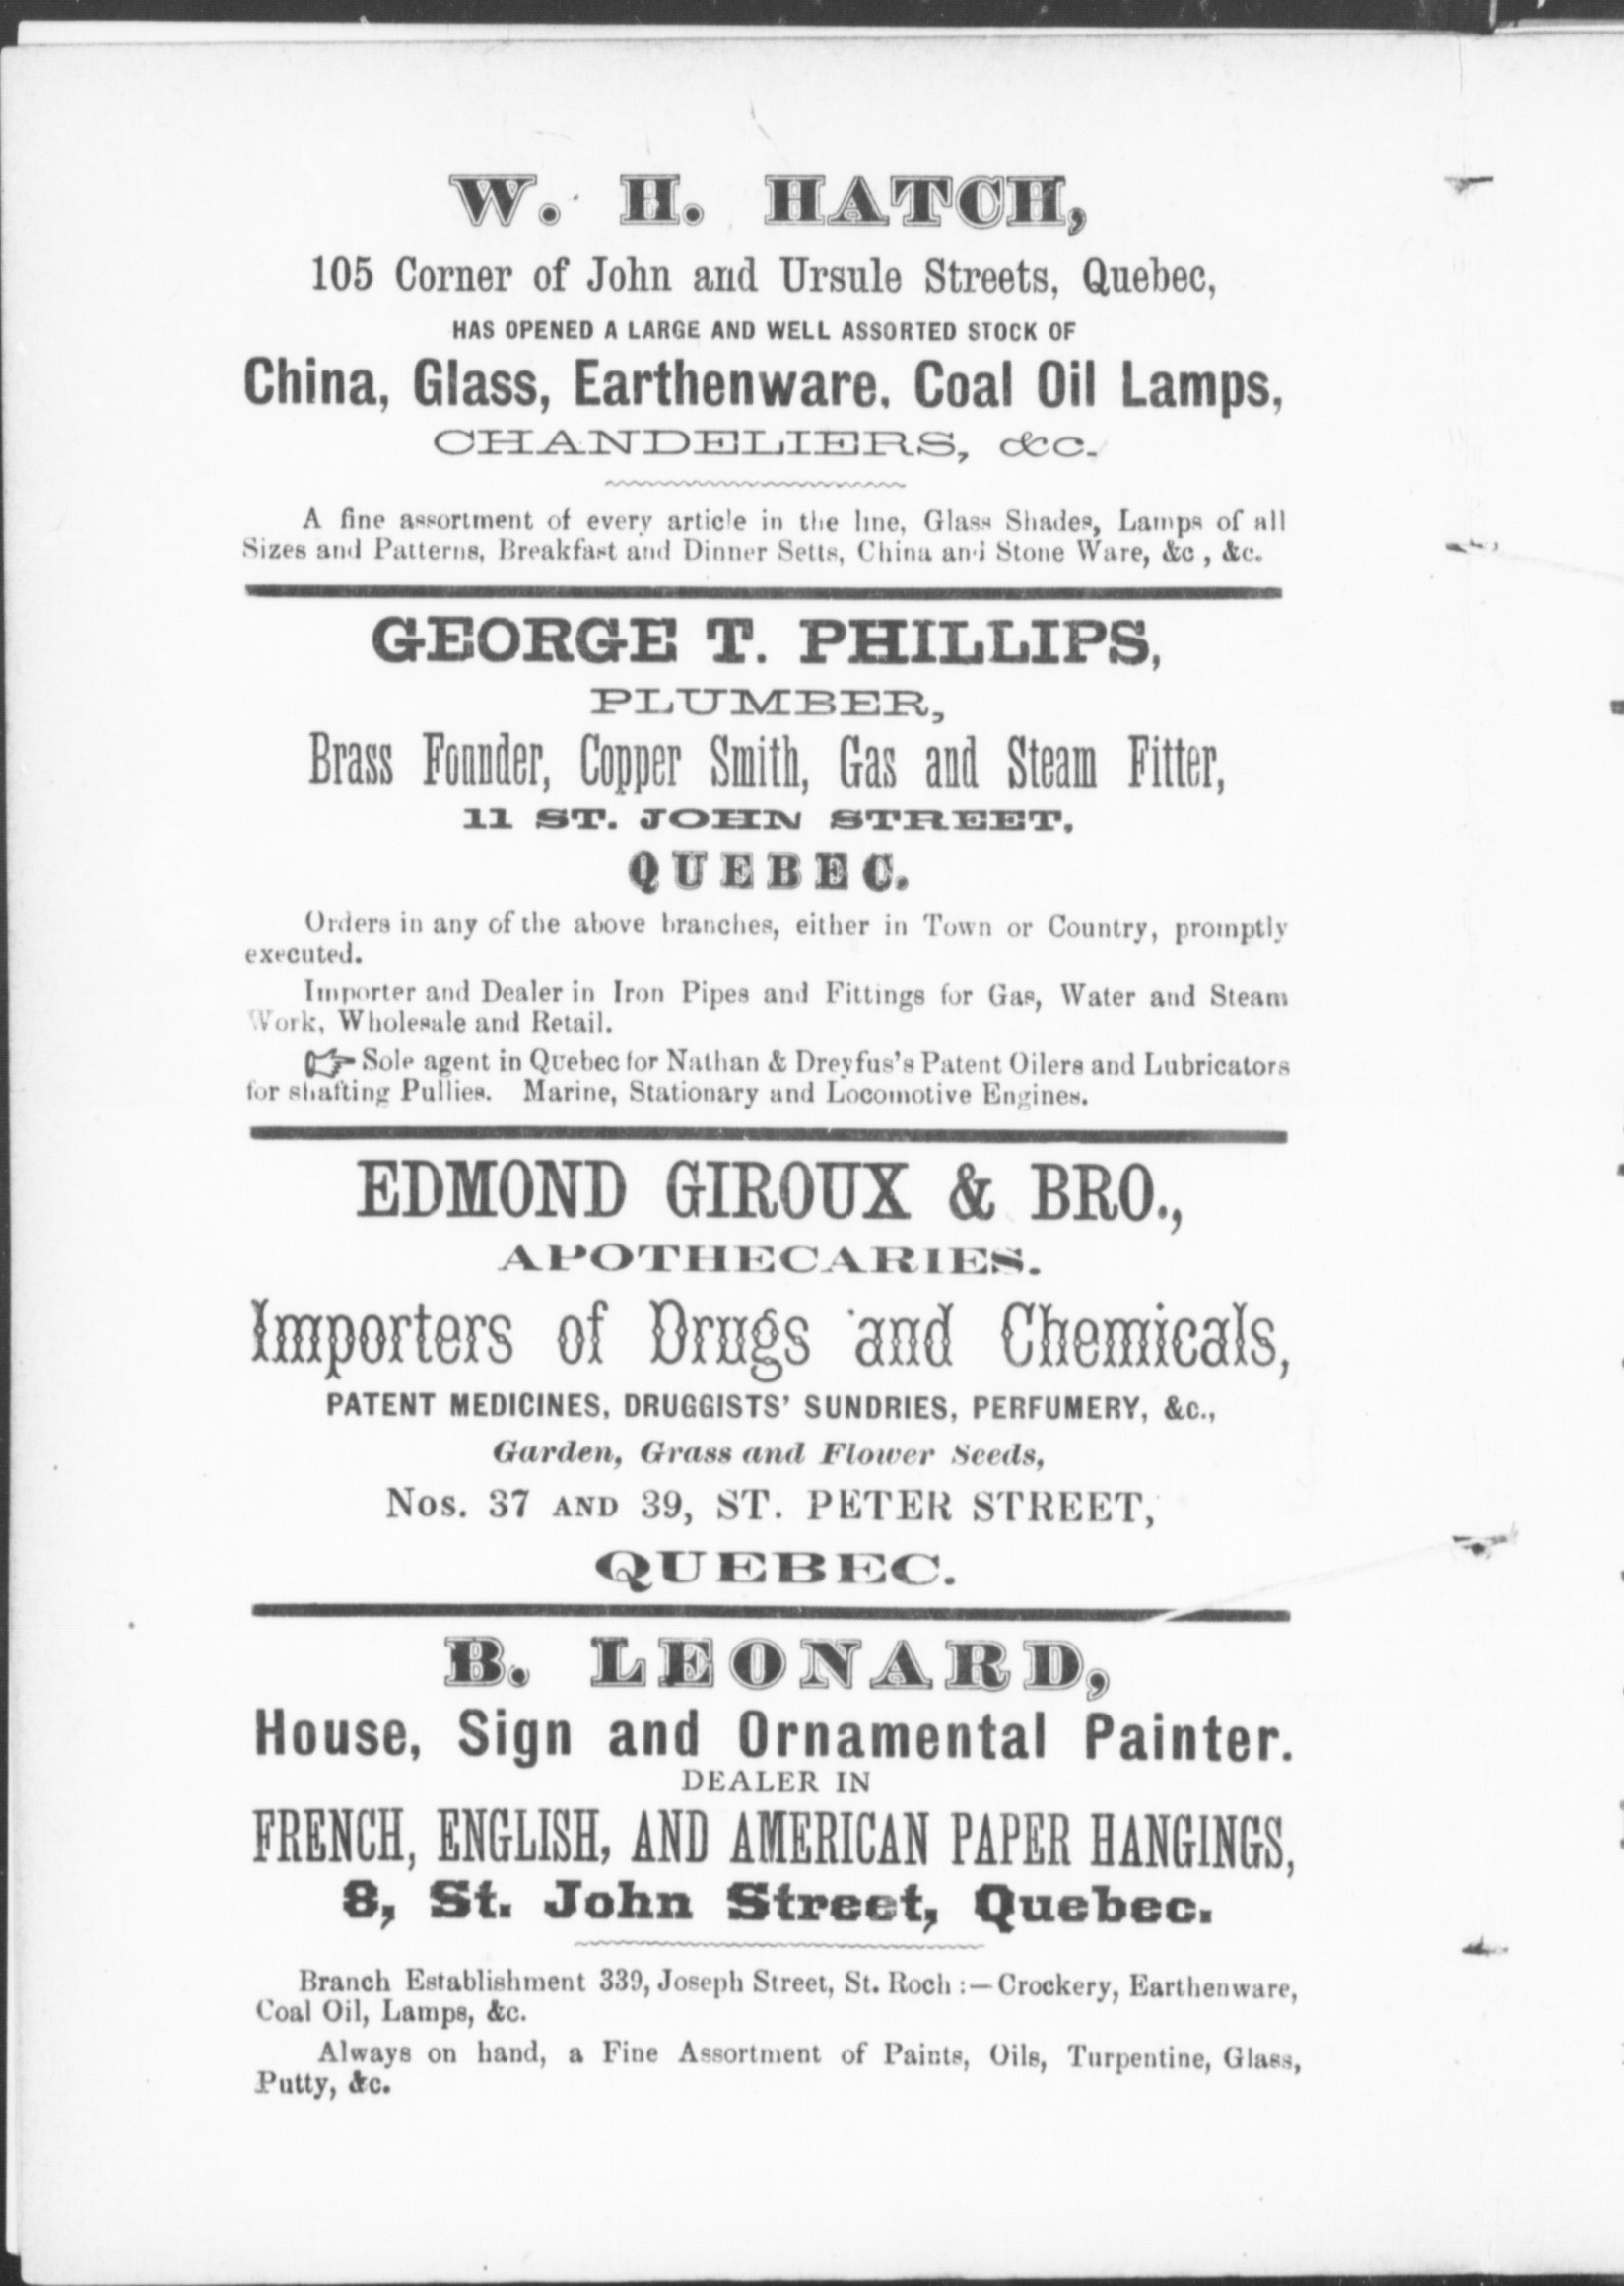 W. H. HATCH,
105 Corner of John and Ursule Streets, Quebec,
HAS OPENED A LARGE AND WELL ASSORTED STOCK OF
China, Glass, Earthenware, Coal Oil Lamps,
CHANDELIERS, &c.
A fine assortment of every article in the line, Glass Shades, Lamps of all
Sizes and Patterns, Breakfast and Dinner Setts, China and Stone Ware, &c , &c.
GEORGE T. PHILLIPS,
PLUMBER,
Brass Founder, Copper Smith, Gas and Steam Fitter,
11 ST. JOHN STREET,
QUEBEC.
Orders in any of the above branches, either in Town or Country, promptly
executed.
Importer and Dealer in Iron Pipes and Fittings for Gas, Water and Steam
Work, Wholesale and Retail.
☞ Sole agent in Quebec for Nathan & Dreyfus's Patent Oilers and Lubricators
for shafting Pullies. Marine, Stationary and Locomotive Engines.
EDMOND GIROUX & BRO.,
APOTHECARIES.
Importers of Drugs and Chemicals,
PATENT MEDICINES, DRUGGISTS' SUNDRIES, PERFUMERY, &c.,
Garden, Grass and Flower Seeds,
Nos. 37 AND 39, ST. PETER STREET,
QUEBEC.
B. LEONARD,
House, Sign and Ornamental Painter.
DEALER IN
FRENCH, ENGLISH, AND AMERICAN PAPER HANGINGS,
8, St. John Street, Quebec.
Branch Establishment 339, Joseph Street, St. Roch :—Crockery, Earthenware,
Coal Oil, Lamps, &c.
Always on hand, a Fine Assortment of Paints, Oils, Turpentine, Glass,
Putty, &c.